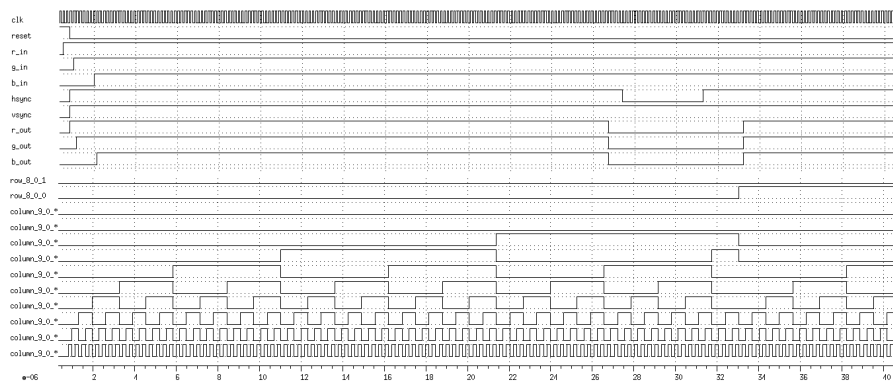 clk
reset
r_in
g_in
b_in
hsync
vsync
r_out
g_out
b_out
row_8_0_1
row_8_0_0
column_9_0_*
column_9_0_*
column_9_0_*
column_9_0_*
column_9_0_*
column_9_0_*
column_9_0_*
column_9_0_*
column_9_0_*
column_9_0_*
e-06 2 4 6 8 10 12 14 16 18 20 22 24 26 28 30 32 34 36 38 40